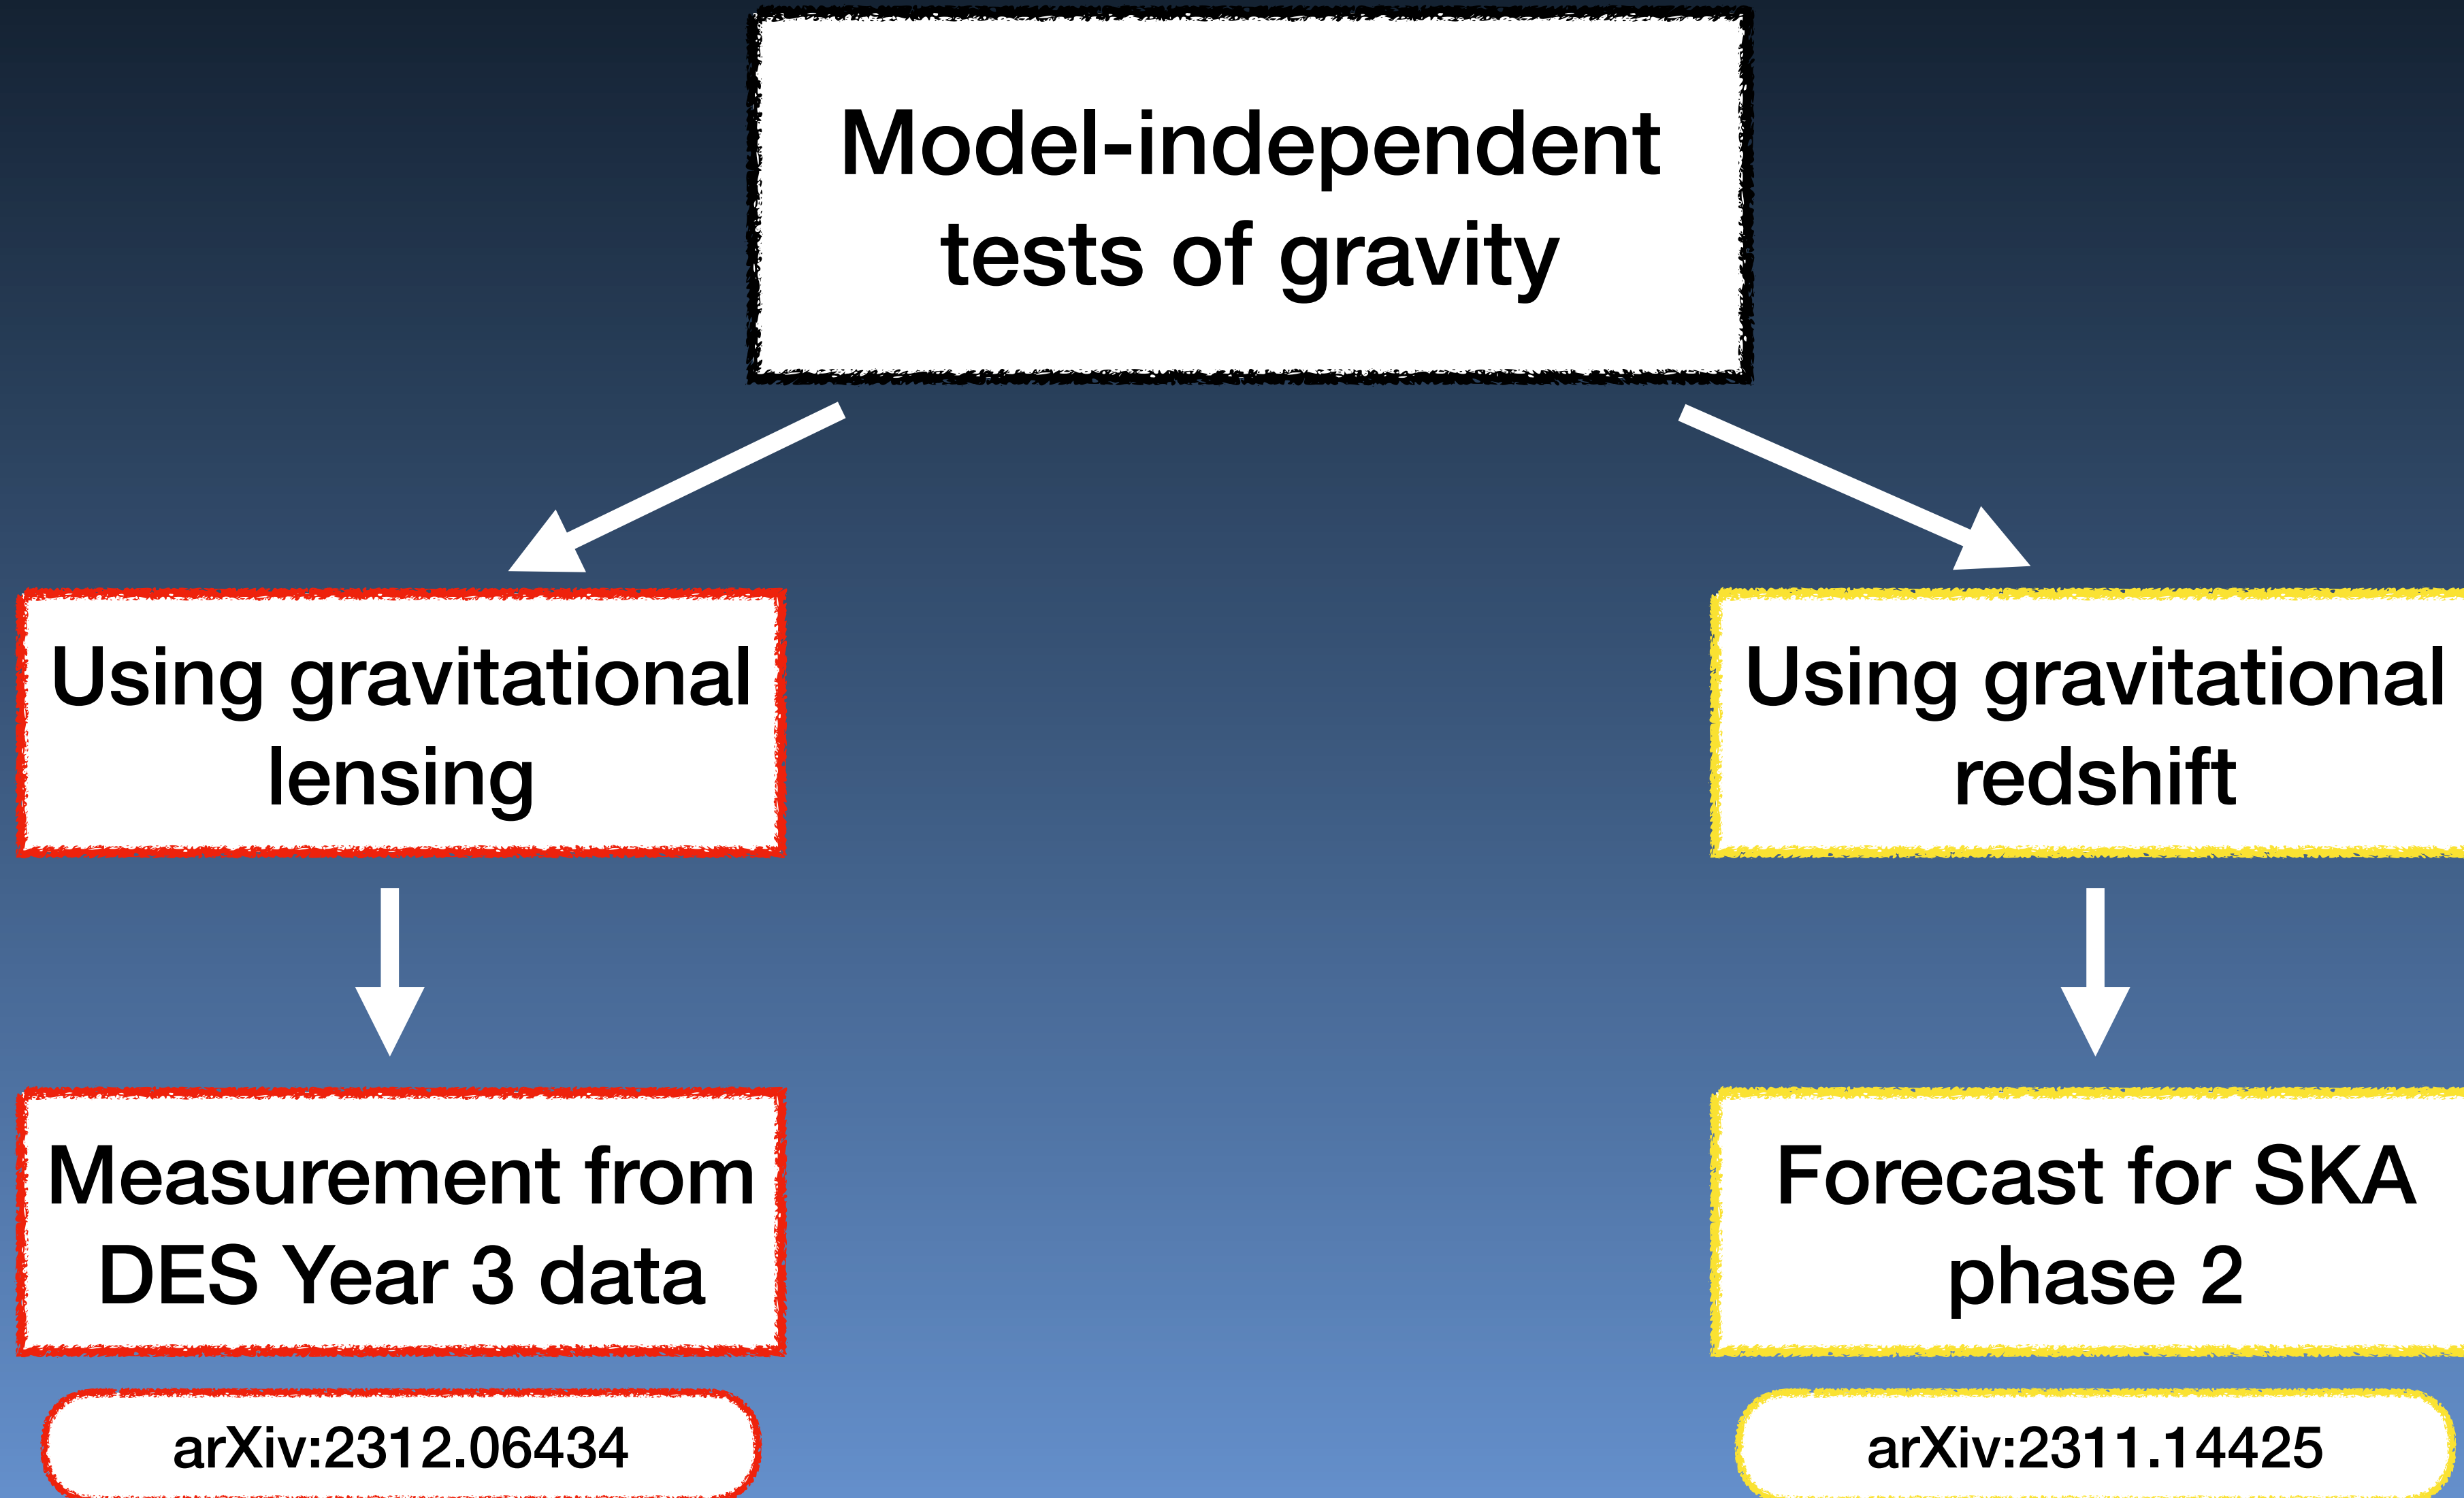 Model-independent
tests of gravity
Using gravitational
lensing
Using gravitational
redshift
Measurement from
DES Year 3 data
Forecast for SKA
phase 2
arXiv:2312.06434
arXiv:2311.14425